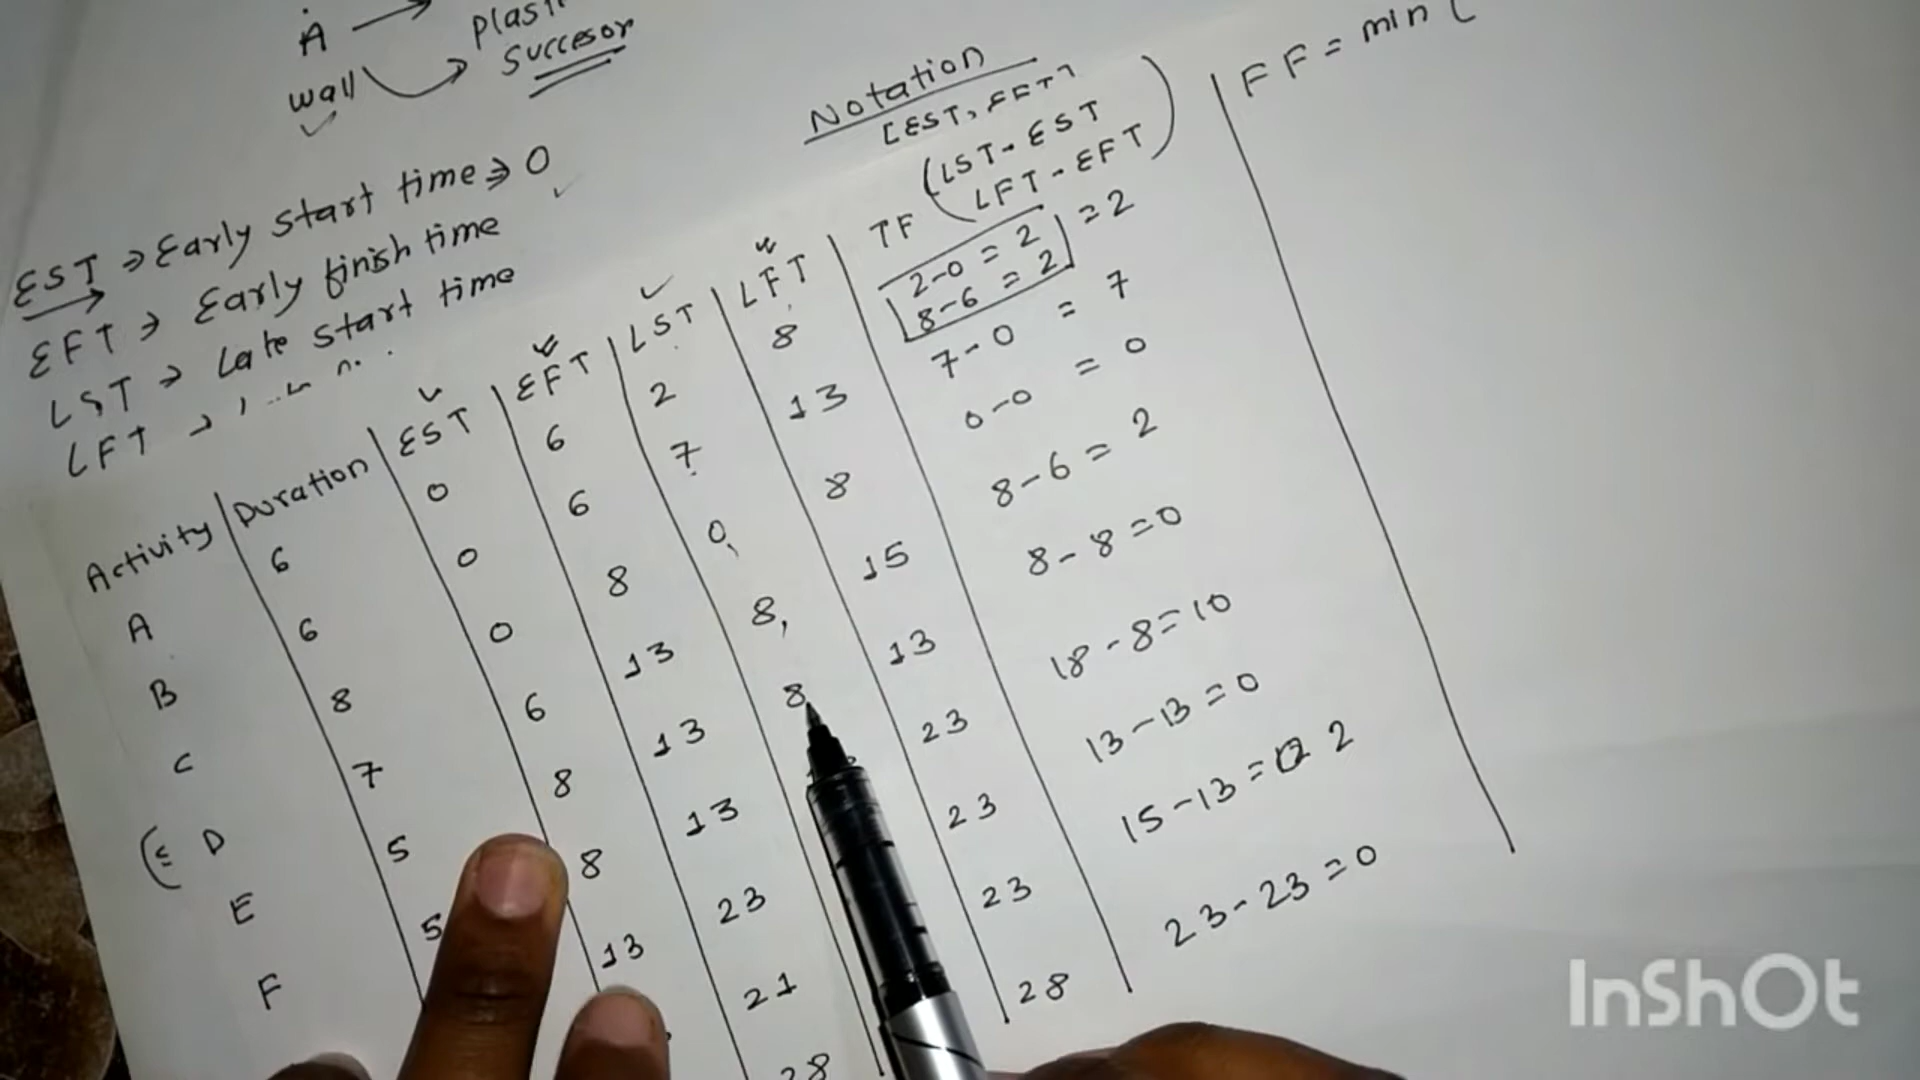 A → Plast
wall succesor
Notation
[EST, EFT]
EST ⇒ Early start time ⇒ 0
EFT ⇒ Early finish time
LST ⇒ Late start time
LFT ⇒
Activity | Duration | EST | EFT | LST | LFT | TF (LST - EST LFT - EFT) | FF = min (
A 6 0 6 2 8 2-0 = 2 8-6 = 2 = 2
B 6 0 6 7 13 7-0 = 7
C 8 0 8 0, 8 0-0 = 0
D 7 6 13 8, 15 8-6 = 2
E 5 8 13 8 13 8-8=0
F 5 8 13 23 18-8=10
13 23 23 13-13=0
21 23 15-13=2
28 28 23-23=0
InShOt